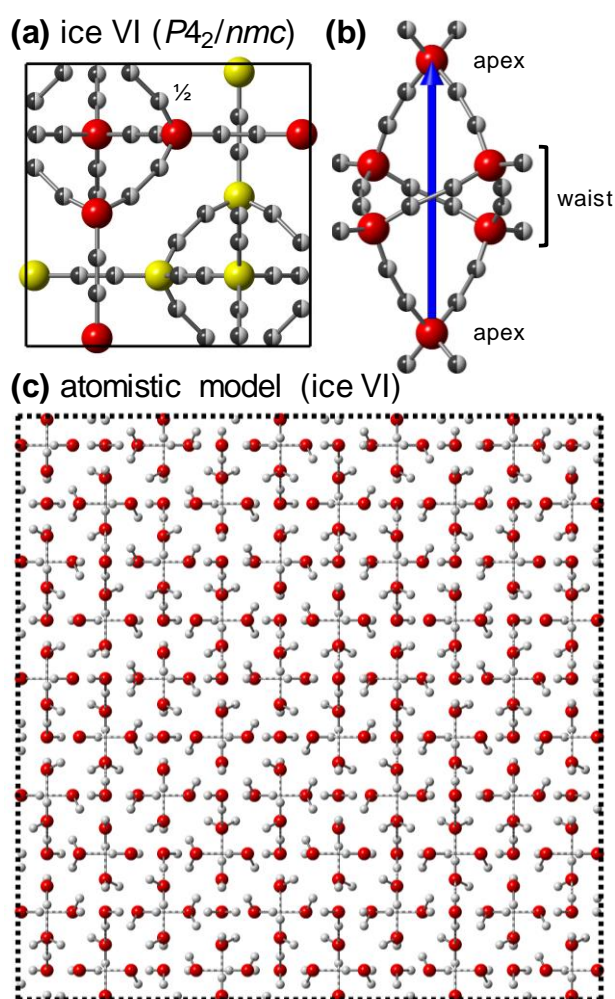 (a) ice VI (P4₂/nmc)
(b)
½
apex
waist
apex
(c) atomistic model (ice VI)